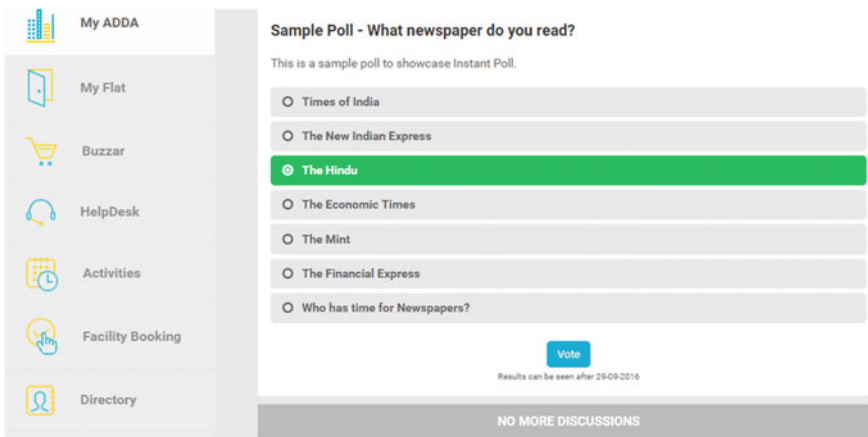 My ADDA
My Flat
Buzzar
HelpDesk
Activities
Facility Booking
Directory
Sample Poll - What newspaper do you read?
This is a sample poll to showcase Instant Poll.
Times of India
The New Indian Express
The Hindu
The Economic Times
The Mint
The Financial Express
Who has time for Newspapers?
Vote
Results can be seen after 29-09-2016
NO MORE DISCUSSIONS